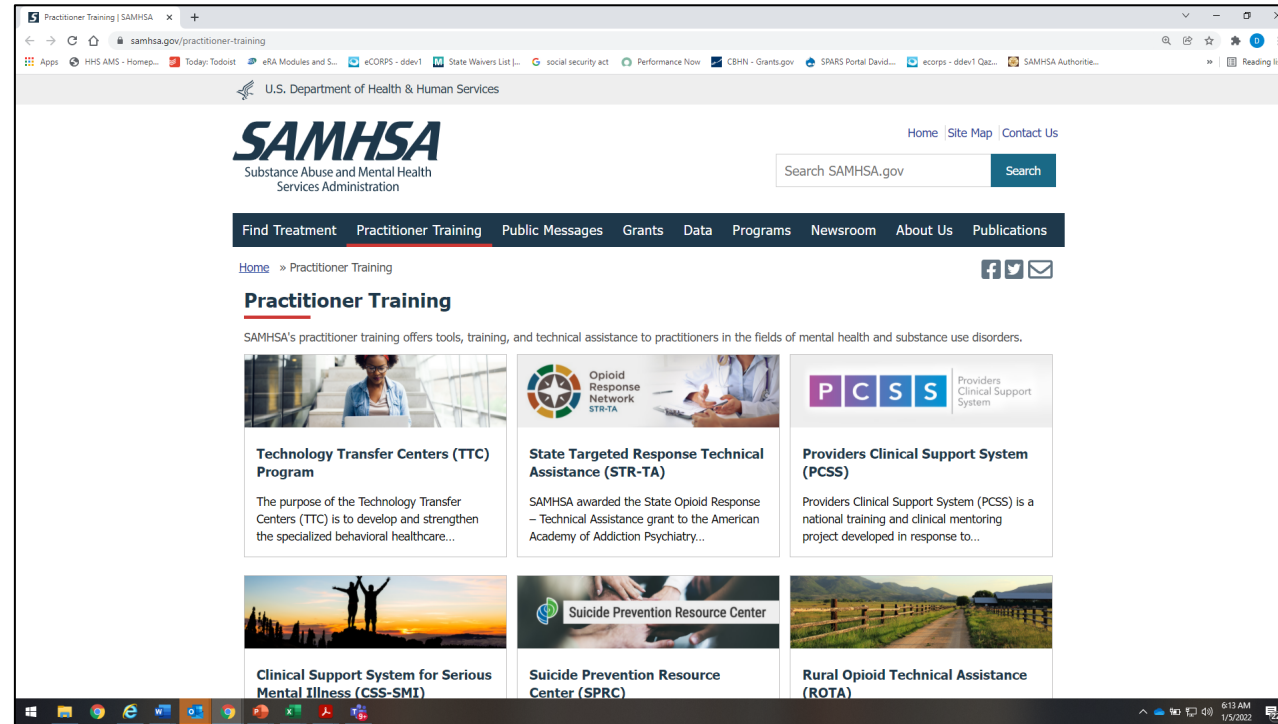 Practitioner Training | SAMHSA
samhsa.gov/practitioner-training
Apps HHS AMS - Homep... Today: Todoist eRA Modules and S... eCORPS - ddev1 State Waivers List |... social security act Performance Now CBHN - Grants.gov SPARS Portal David.... ecorps - ddev1 Qaz... SAMHSA Authoritie... » Reading li
U.S. Department of Health & Human Services
SAMHSA
Substance Abuse and Mental Health
Services Administration
Home Site Map Contact Us
Search SAMHSA.gov Search
Find Treatment Practitioner Training Public Messages Grants Data Programs Newsroom About Us Publications
Home » Practitioner Training
Practitioner Training
SAMHSA's practitioner training offers tools, training, and technical assistance to practitioners in the fields of mental health and substance use disorders.
Opioid
Response
Network
STR-TA
P C S S
Providers
Clinical Support
System
Technology Transfer Centers (TTC)
Program
The purpose of the Technology Transfer
Centers (TTC) is to develop and strengthen
the specialized behavioral healthcare...
State Targeted Response Technical
Assistance (STR-TA)
SAMHSA awarded the State Opioid Response
– Technical Assistance grant to the American
Academy of Addiction Psychiatry...
Providers Clinical Support System
(PCSS)
Providers Clinical Support System (PCSS) is a
national training and clinical mentoring
project developed in response to...
Suicide Prevention Resource Center
Clinical Support System for Serious
Mental Illness (CSS-SMI)
Suicide Prevention Resource
Center (SPRC)
Rural Opioid Technical Assistance
(ROTA)
6:13 AM
1/5/2022